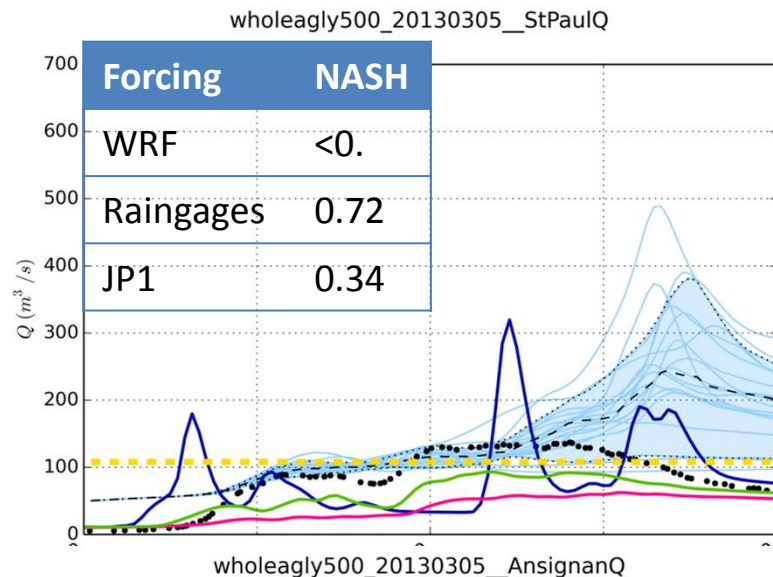 wholeagly500_20130305__StPaulQ
Forcing NASH
WRF <0.
Raingages 0.72
JP1 0.34
700
600
500
400
300
200
100
0
Q (m³/s)
wholeagly500_20130305__AnsignanQ